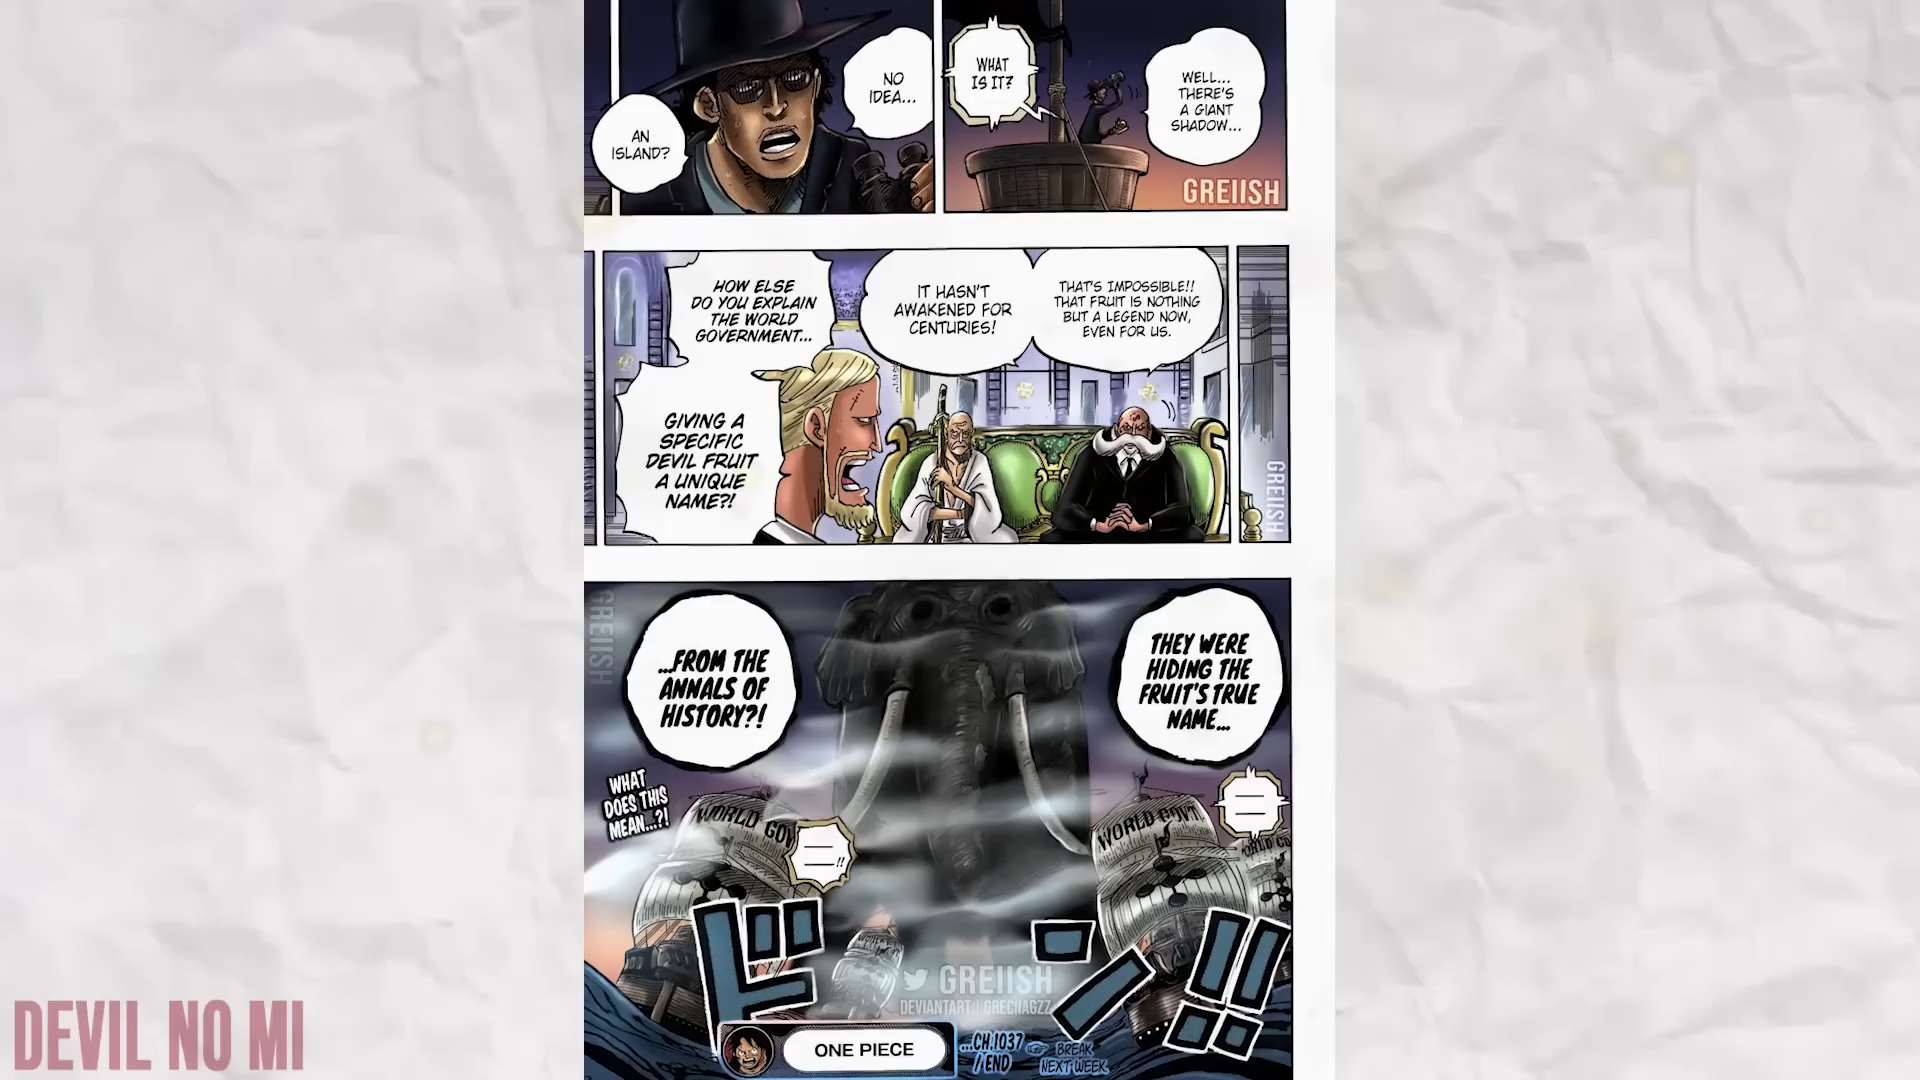 WELL...
THERE'S
A GIANT
SHADOW...
WHAT
IS IT?
GREIISH
NO
IDEA...
AN
ISLAND?
THAT'S IMPOSSIBLE!!
THAT FRUIT IS NOTHING
BUT A LEGEND NOW,
EVEN FOR US.
IT HASN'T
AWAKENED FOR
CENTURIES!
HOW ELSE
DO YOU EXPLAIN
THE WORLD
GOVERNMENT...
GIVING A
SPECIFIC
DEVIL FRUIT
A UNIQUE
NAME?!
GREIISH
GREIISH
THEY WERE
HIDING THE
FRUIT'S TRUE
NAME...
...FROM THE
ANNALS OF
HISTORY?!
WHAT
DOES THIS
MEAN...?!
WORLD GOVT
WORLD GO
WORLD GOV
!!
ドン!!
GREIISH
DEVIANTART | GRECIIAGZZ
ONE PIECE
...CH.1037
/ END
BREAK
NEXT WEEK.
DEVIL NO MI